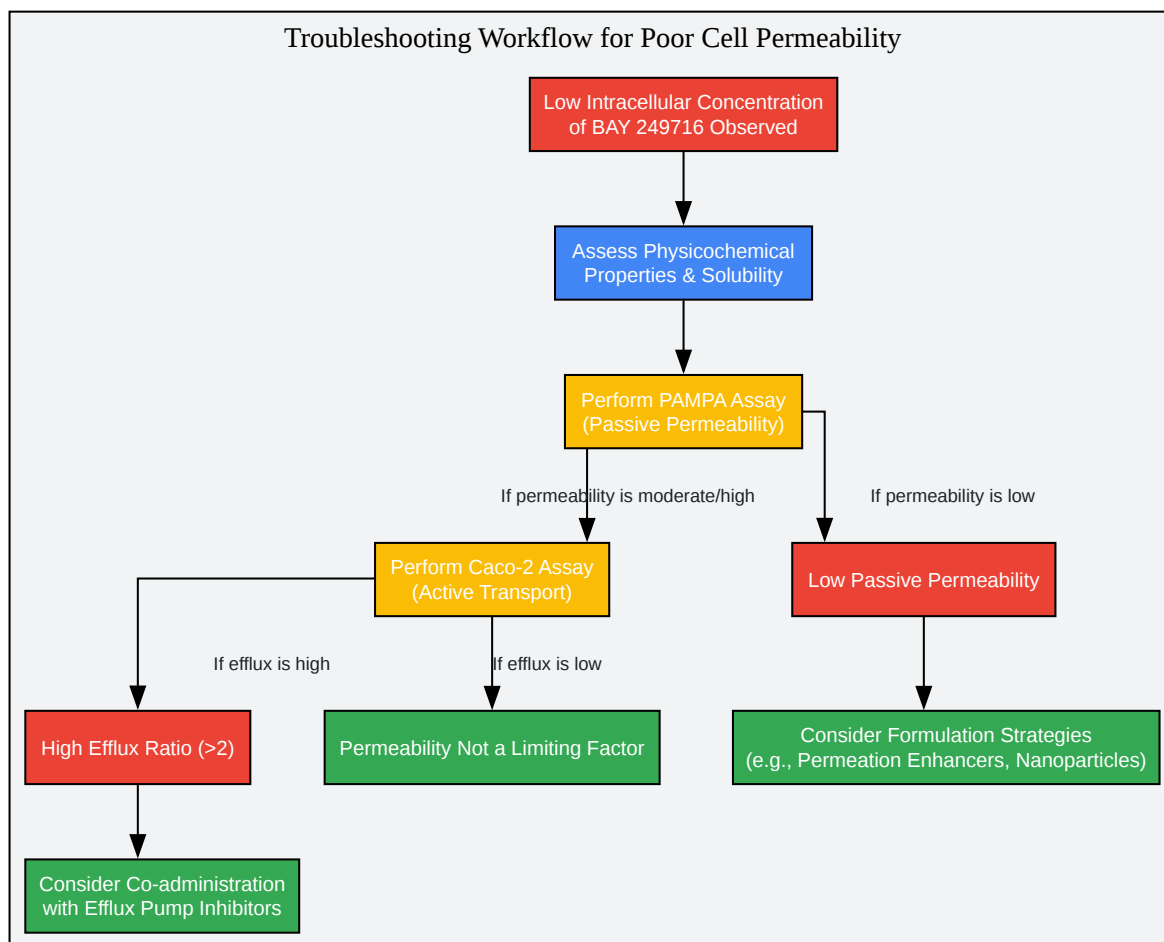 Troubleshooting Workflow for Poor Cell Permeability
Low Intracellular Concentration
of BAY 249716 Observed
Assess Physicochemical
Properties & Solubility
Perform PAMPA Assay
(Passive Permeability)
If permeability is moderate/high
If permeability is low
Perform Caco-2 Assay
(Active Transport)
Low Passive Permeability
If efflux is high
If efflux is low
High Efflux Ratio (>2)
Permeability Not a Limiting Factor
Consider Formulation Strategies
(e.g., Permeation Enhancers, Nanoparticles)
Consider Co-administration
with Efflux Pump Inhibitors